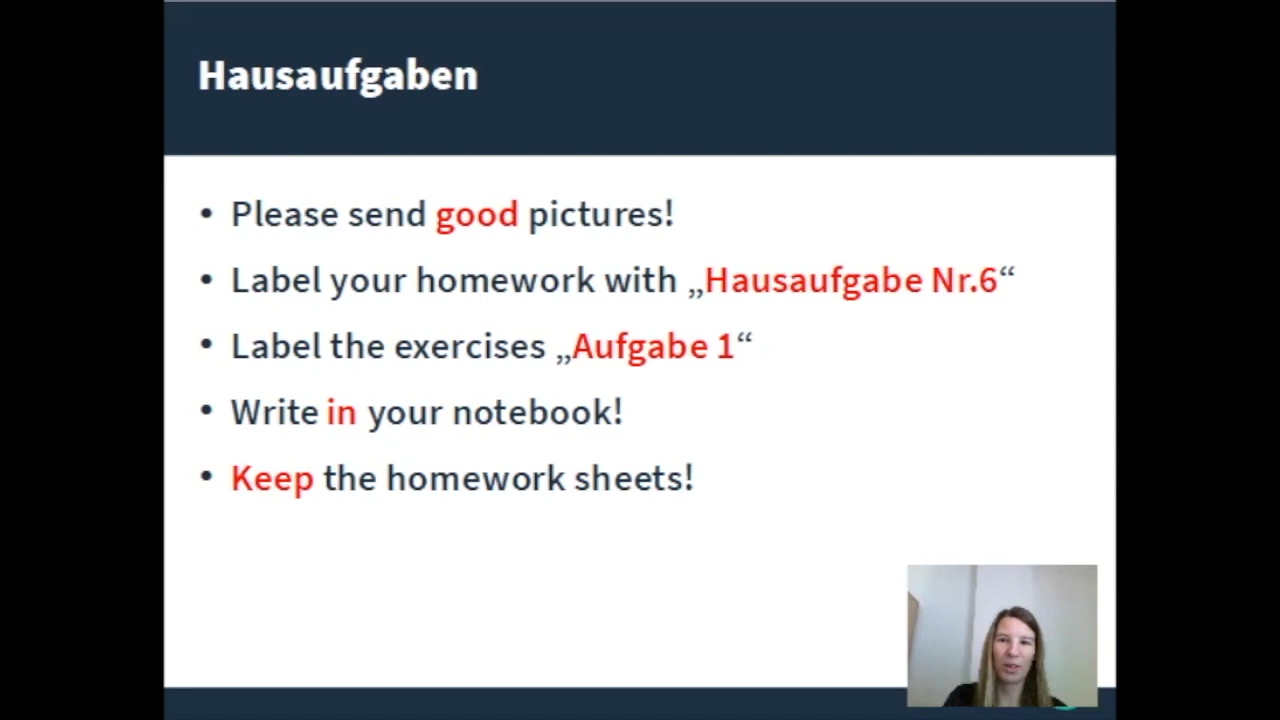 Hausaufgaben
• Please send good pictures!
• Label your homework with „Hausaufgabe Nr.6“
• Label the exercises „Aufgabe 1“
• Write in your notebook!
• Keep the homework sheets!